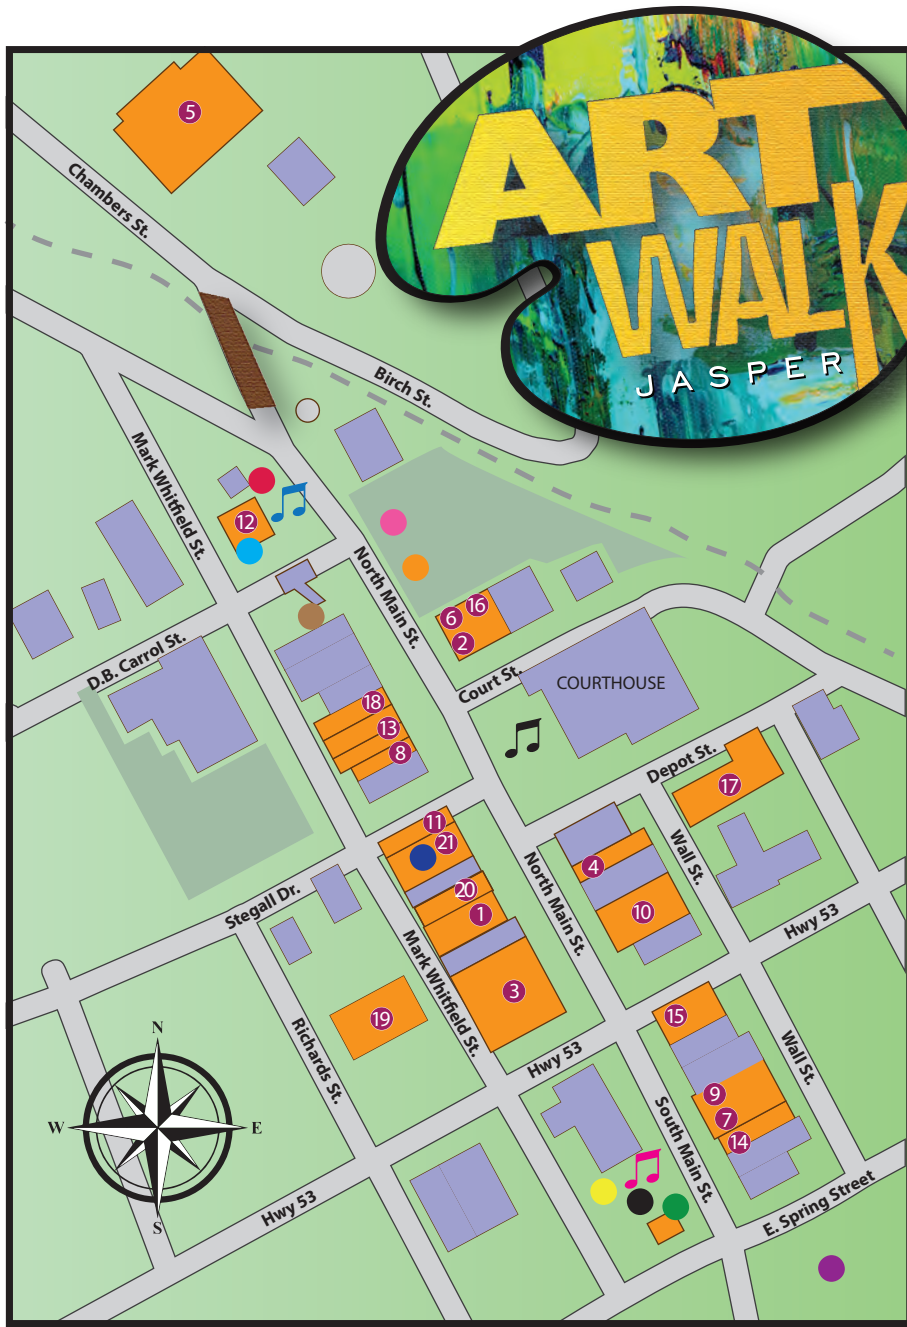 ART
WALK
JASPER
5
Chambers St.
Birch St.
Mark Whitfield St.
12
North Main St.
16
6
2
D.B. Carrol St.
Court St.
COURTHOUSE
18
13
8
Depot St.
17
11
21
Wall St.
4
20
Stegall Dr.
1
10
North Main St.
Hwy 53
Mark Whitfield St.
3
19
15
N
Richards St.
Hwy 53
Wall St.
W
E
9
7
14
South Main St.
Hwy 53
S
E. Spring Street